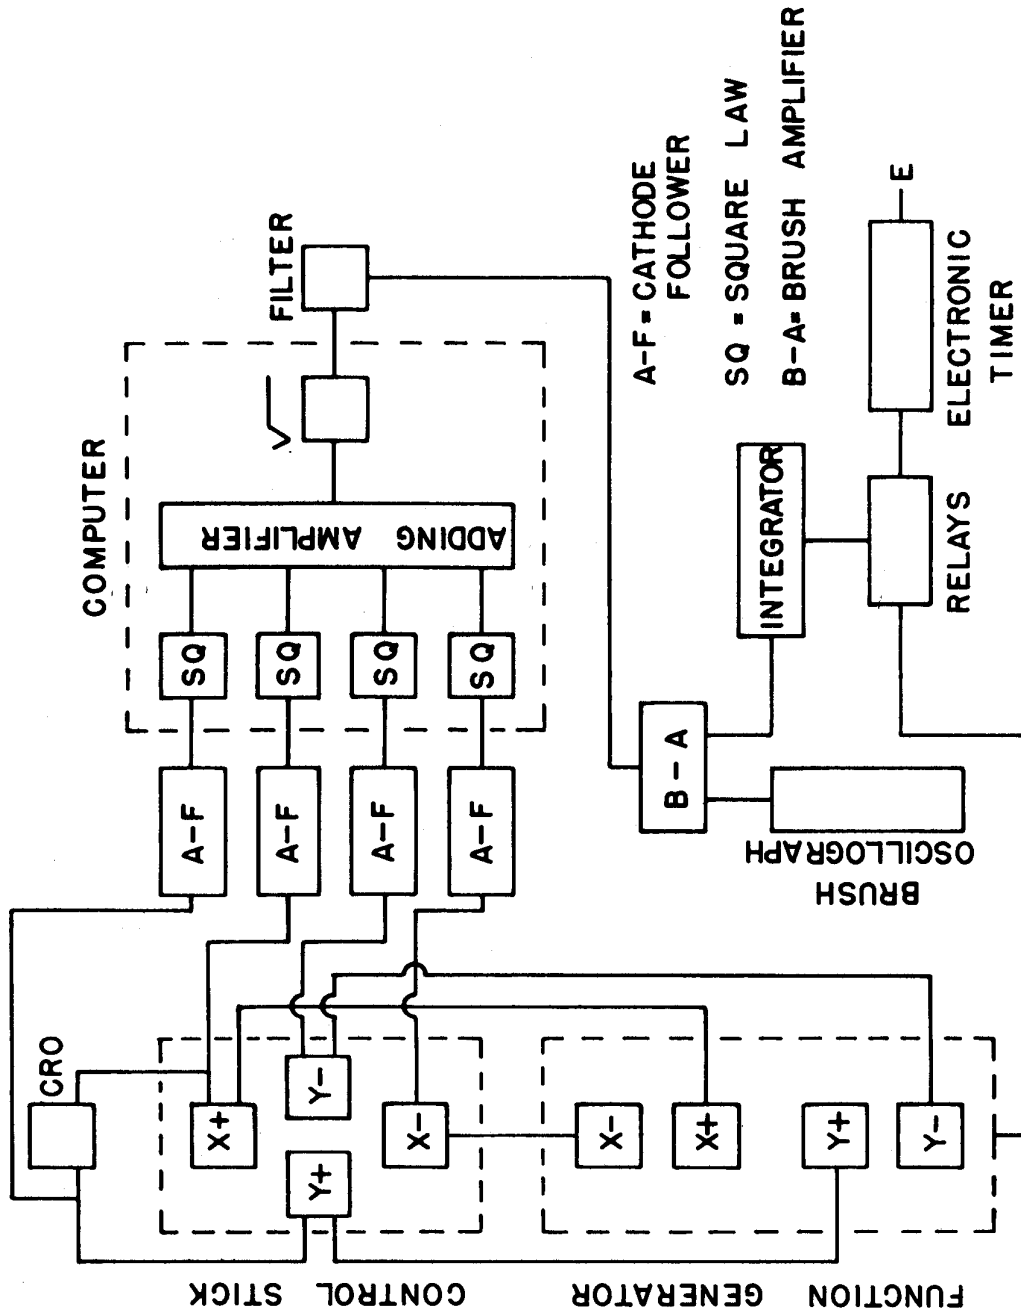 COMPUTER
FILTER
√
SQ
SQ
SQ
SQ
ADDING AMPLIFIER
A-F
A-F
A-F
A-F
CRO
X+
Y+
Y-
X-
CONTROL
STICK
X-
X+
Y+
Y-
FUNCTION GENERATOR
B-A
BRUSH
OSCILLOGRAPH
INTEGRATOR
RELAYS
ELECTRONIC
TIMER
E
A-F = CATHODE
FOLLOWER
SQ = SQUARE LAW
B-A = BRUSH AMPLIFIER